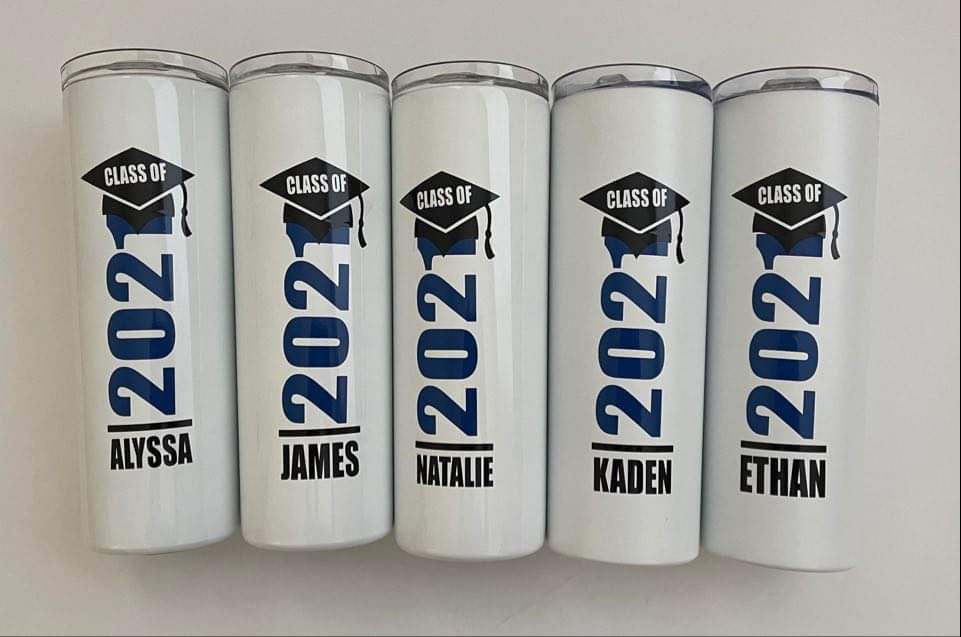 CLASS OF
2021
ALYSSA
CLASS OF
2021
JAMES
CLASS OF
2021
NATALIE
CLASS OF
2021
KADEN
CLASS OF
2021
ETHAN